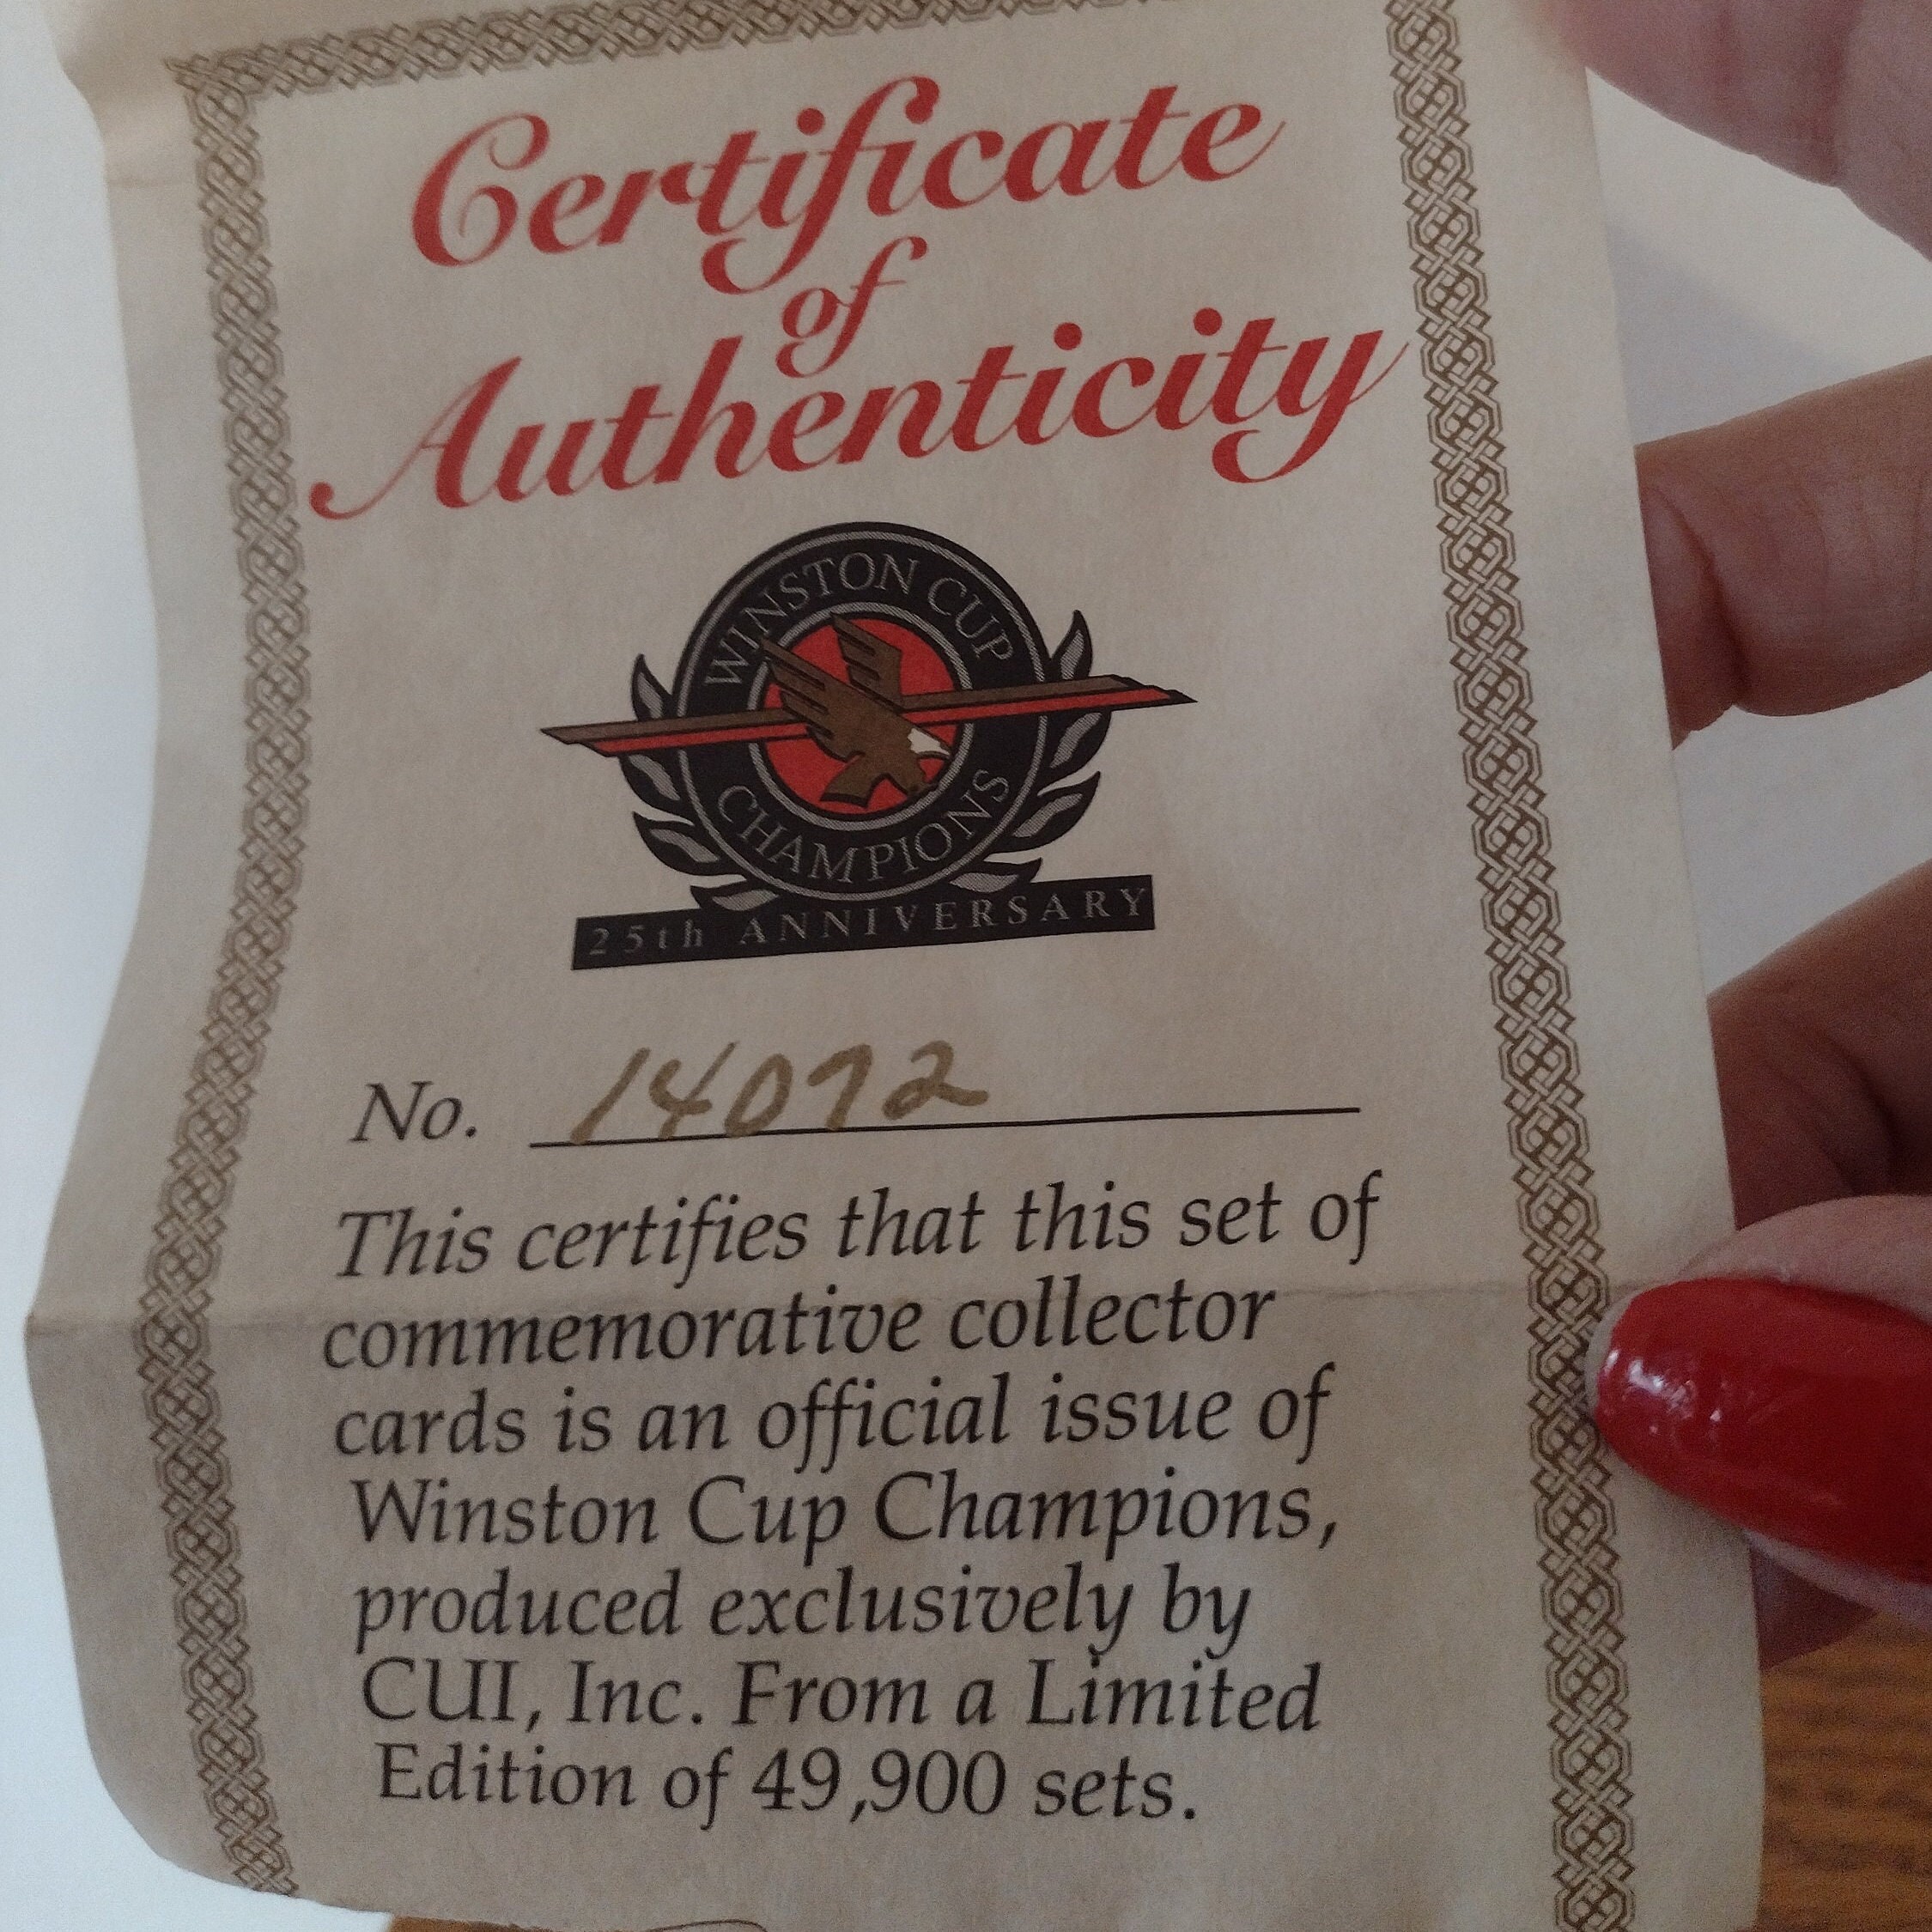 Certificate
of
Authenticity
WINSTON CUP
CHAMPIONS
25th ANNIVERSARY
No. 14072
This certifies that this set of
commemorative collector
cards is an official issue of
Winston Cup Champions,
produced exclusively by
CUI, Inc. From a Limited
Edition of 49,900 sets.